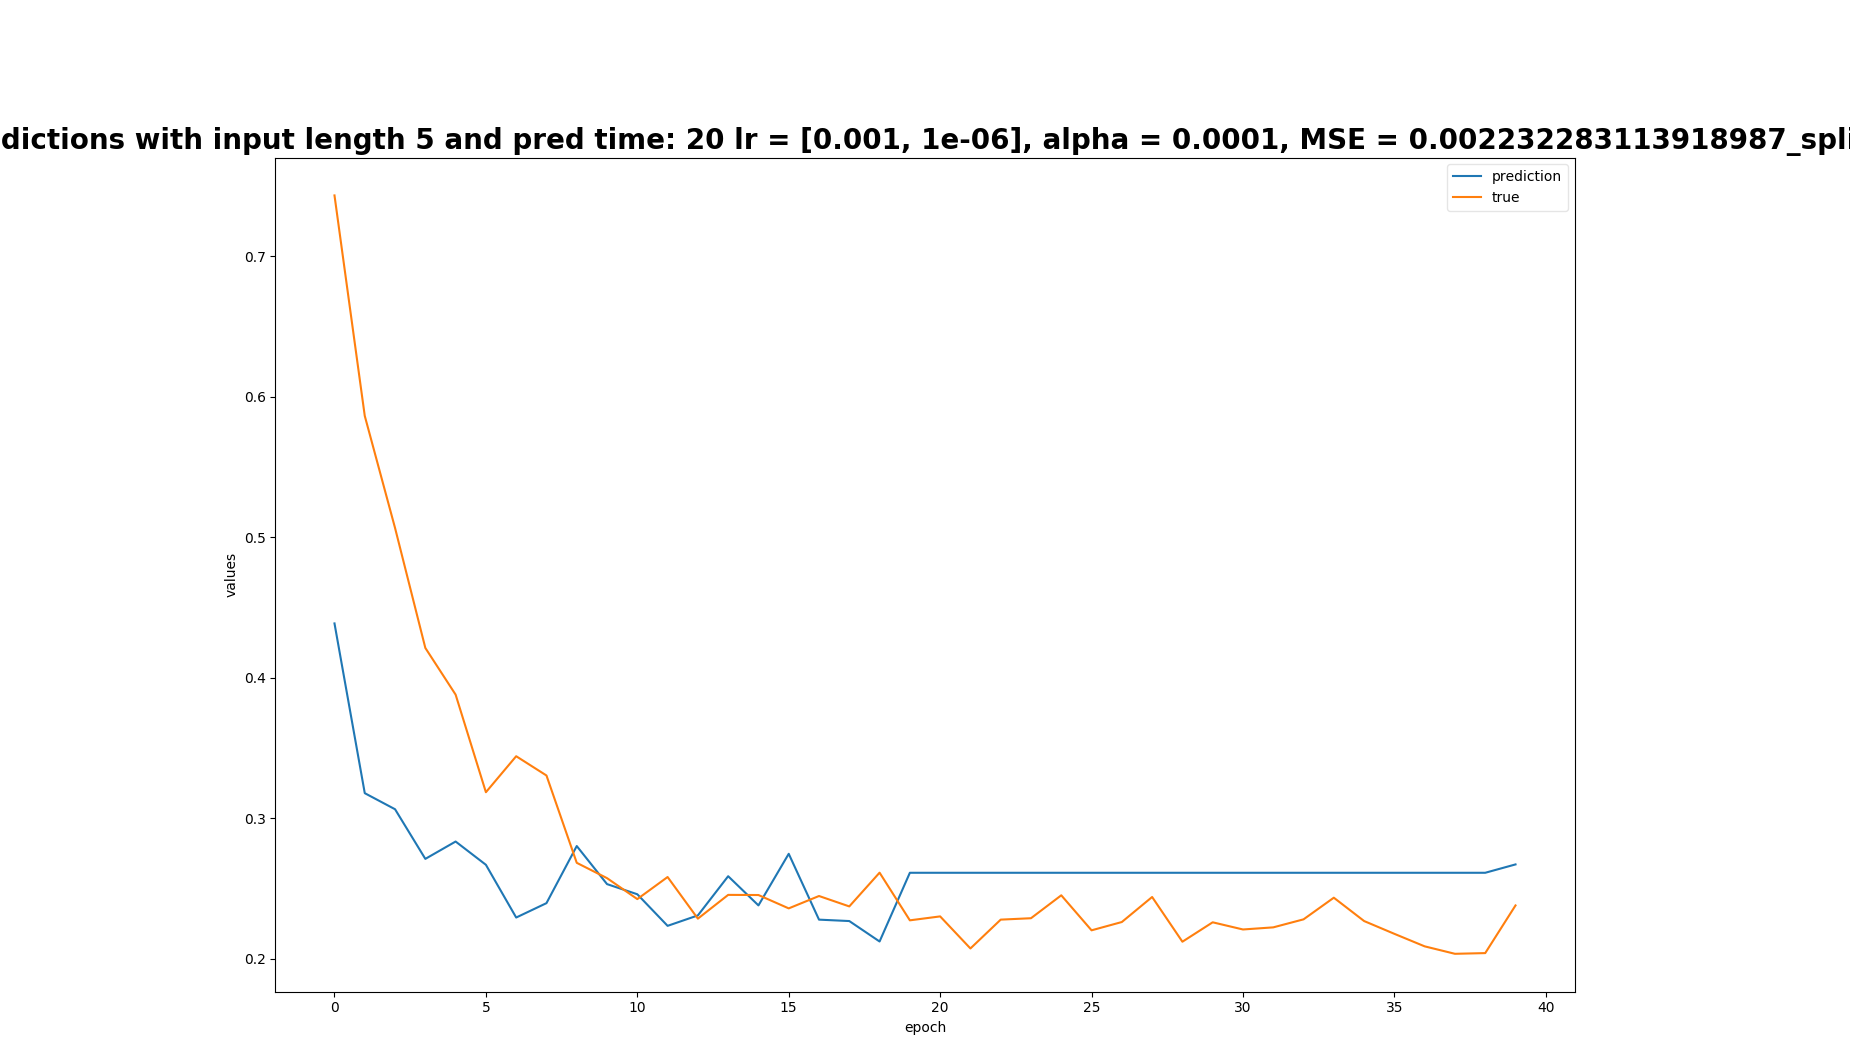 dictions with input length 5 and pred time: 20 lr = [0.001, 1e-06], alpha = 0.0001, MSE = 0.002232283113918987_spli
prediction
true
0.7
0.6
0.5
0.4
0.3
0.2
values
0 5 10 15 20 25 30 35 40
epoch